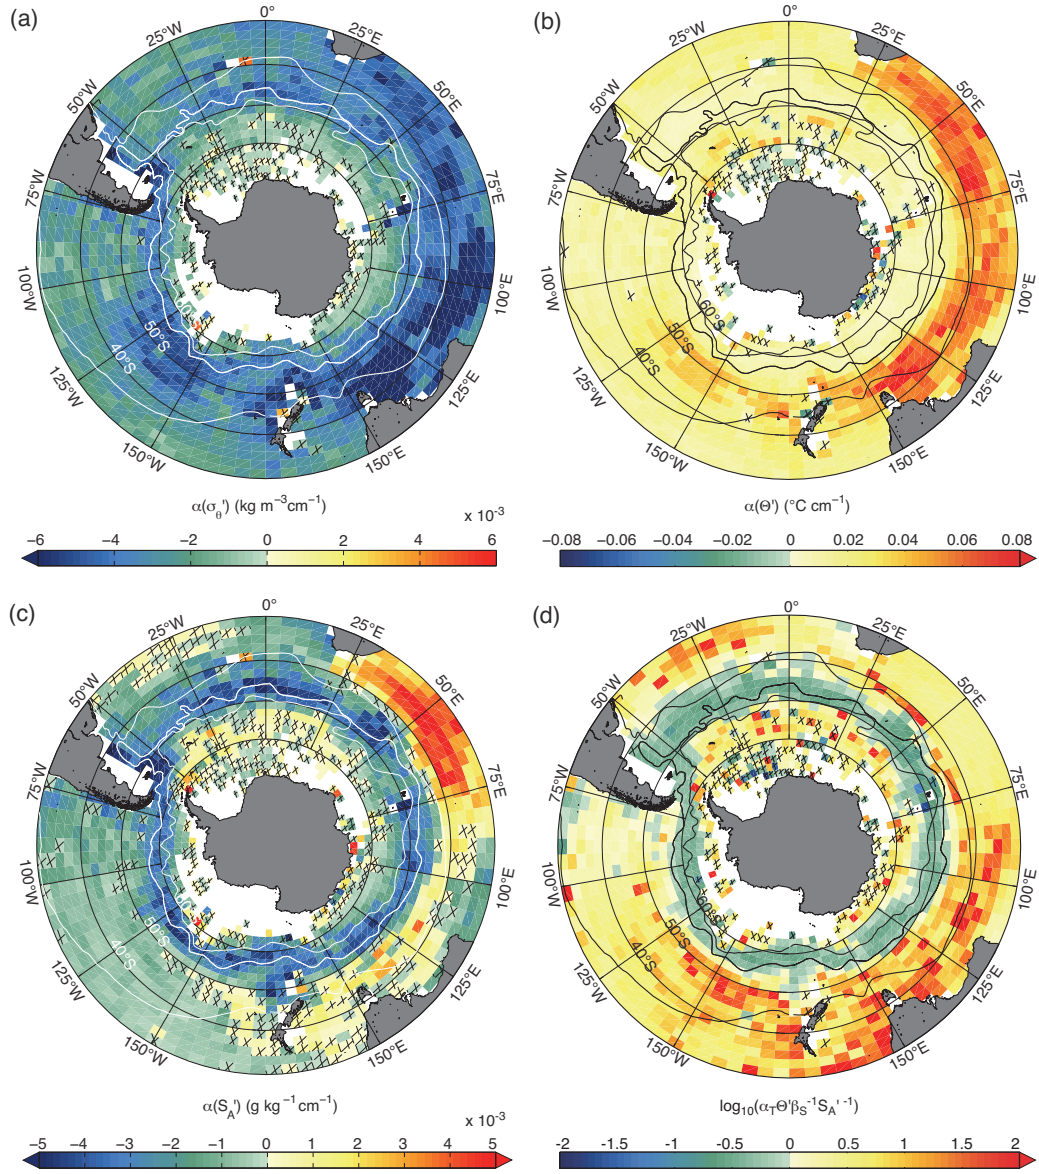 (a)
(b)
0°
25°E
50°E
75°E
100°E
125°E
150°E
150°W
125°W
100°W
75°W
50°W
25°W
50°S
40°S
0°
25°E
50°E
75°E
100°E
125°E
150°E
150°W
125°W
100°W
75°W
50°W
25°W
60°S
50°S
40°S
α(σθ') (kg m⁻³cm⁻¹)
α(Θ') (°C cm⁻¹)
x 10⁻³
−6 −4 −2 0 2 4 6
−0.08 −0.06 −0.04 −0.02 0 0.02 0.04 0.06 0.08
(c)
(d)
0°
25°E
50°E
75°E
100°E
125°E
150°E
150°W
125°W
100°W
75°W
50°W
25°W
50°S
40°S
0°
25°E
50°E
75°E
100°E
125°E
150°E
150°W
125°W
100°W
75°W
50°W
25°W
60°S
50°S
40°S
α(S_A') (g kg⁻¹cm⁻¹)
log₁₀(α_TΘ'β_S⁻¹S_A'⁻¹)
x 10⁻³
−5 −4 −3 −2 −1 0 1 2 3 4 5
-2 -1.5 -1 -0.5 0 0.5 1 1.5 2